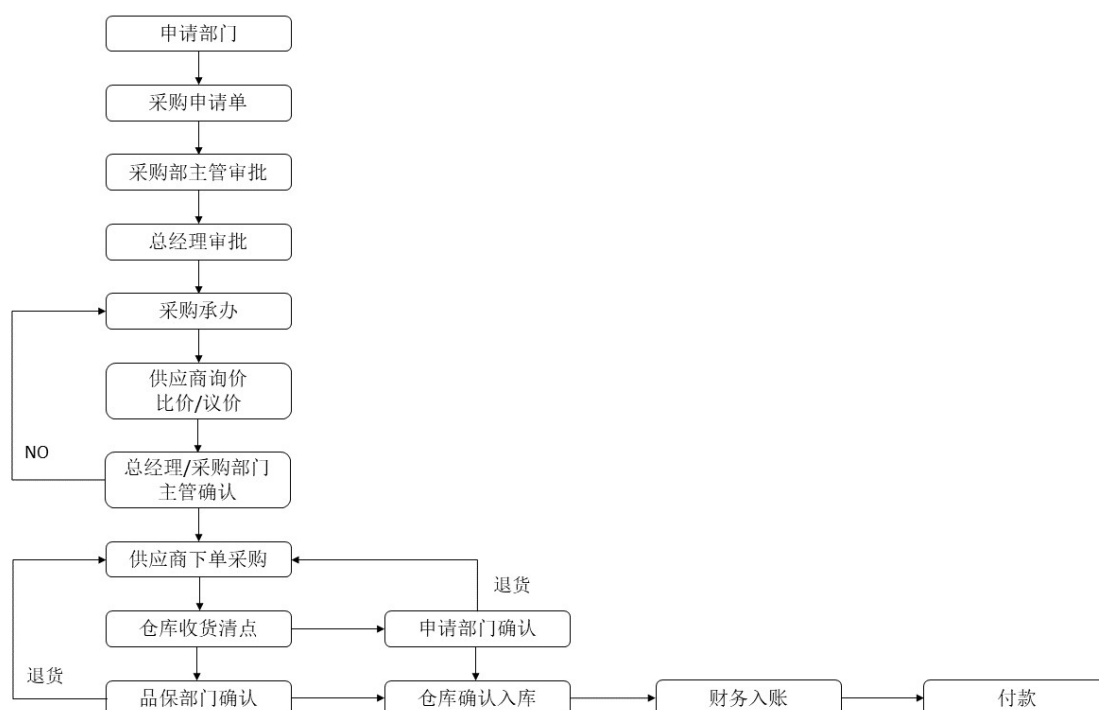 申请部门
采购申请单
采购部主管审批
总经理审批
采购承办
供应商询价
比价/议价
NO
总经理/采购部门
主管确认
供应商下单采购
退货
仓库收货清点
申请部门确认
退货
品保部门确认
仓库确认入库
财务入账
付款